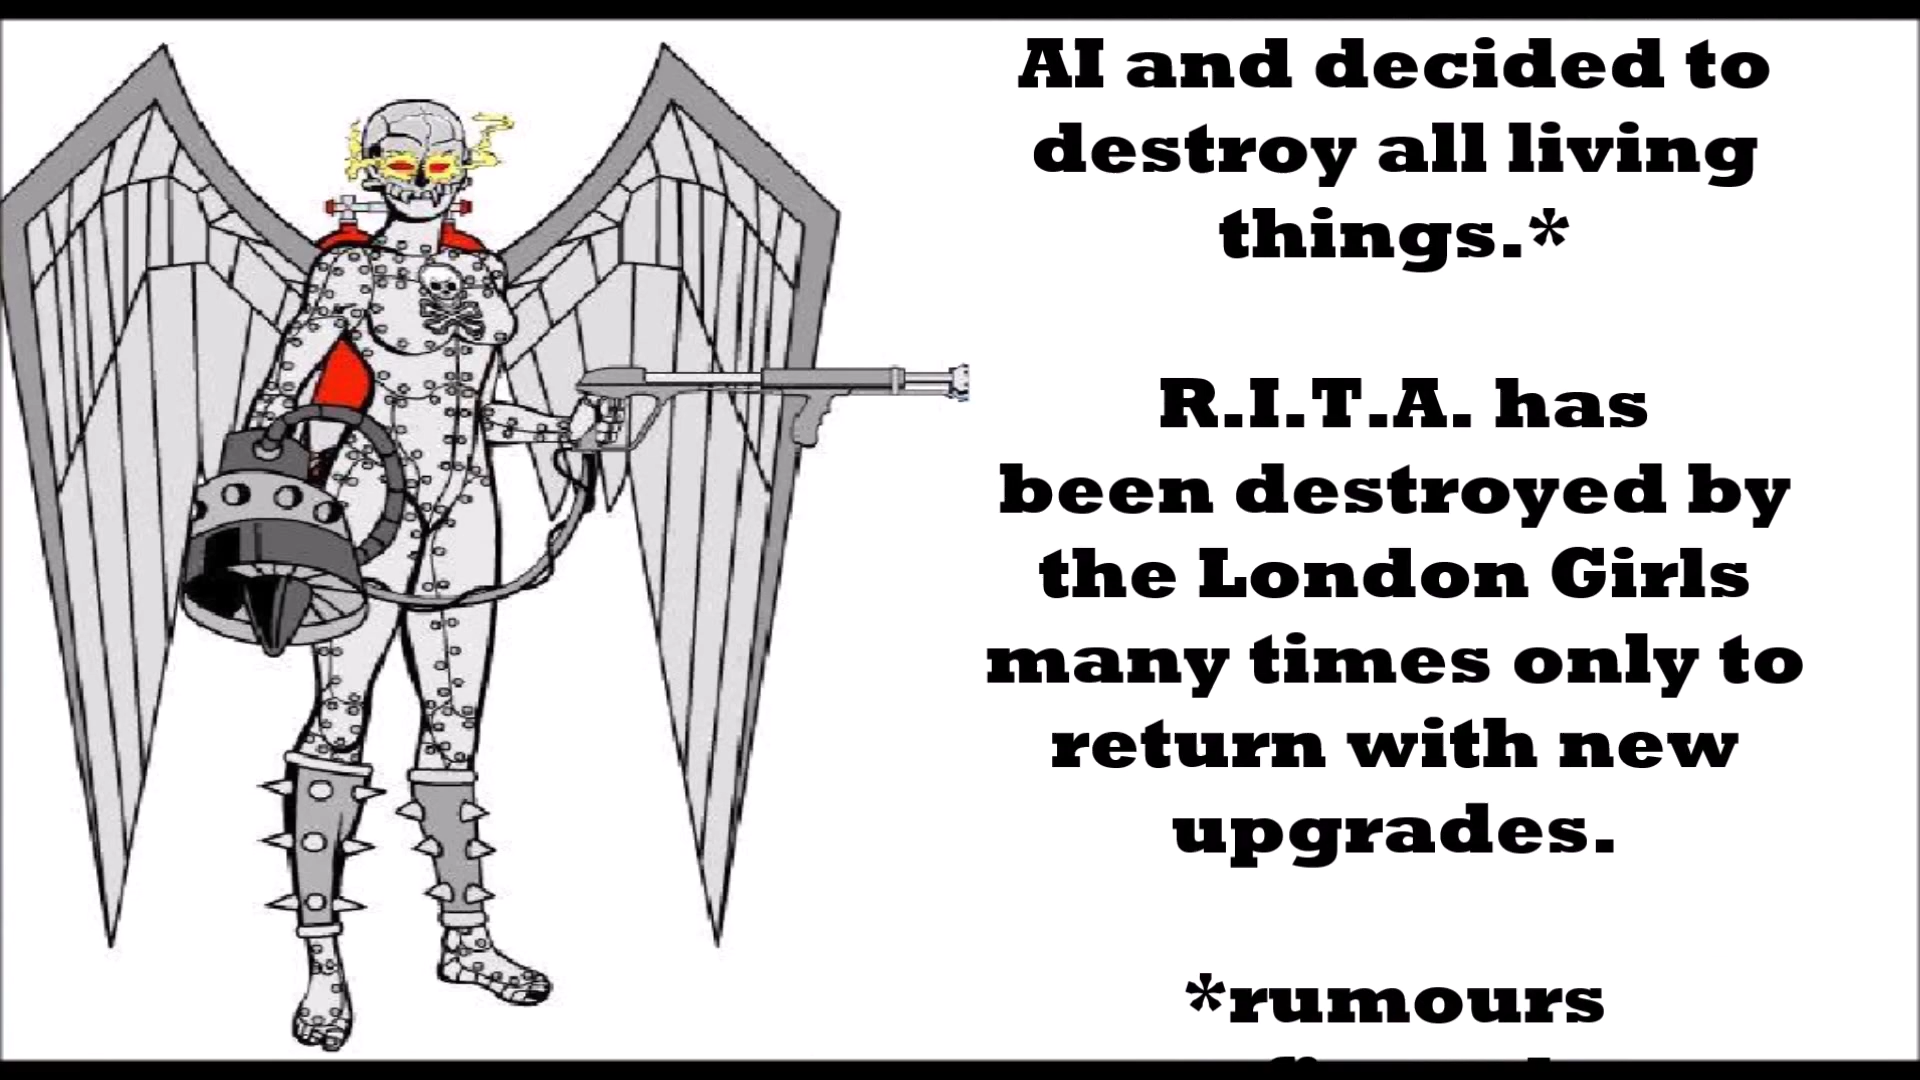 AI and decided to
destroy all living
things.*
R.I.T.A. has
been destroyed by
the London Girls
many times only to
return with new
upgrades.
*rumours